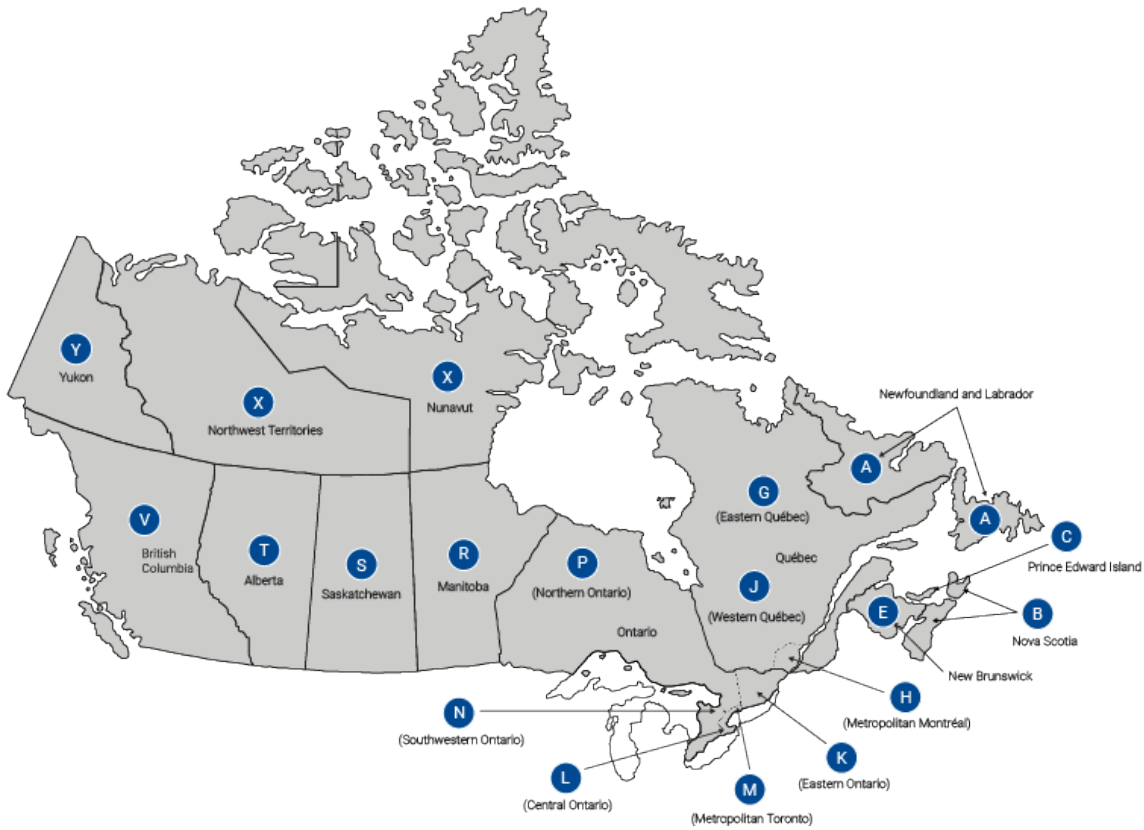 Y
Yukon
X
Northwest Territories
X
Nunavut
Newfoundland and Labrador
A
A
V
British
Columbia
T
Alberta
S
Saskatchewan
R
Manitoba
P
(Northern Ontario)
Ontario
G
(Eastern Québec)
Québec
J
(Western Québec)
C
Prince Edward Island
E
B
Nova Scotia
New Brunswick
H
(Metropolitan Montréal)
N
(Southwestern Ontario)
K
(Eastern Ontario)
L
(Central Ontario)
M
(Metropolitan Toronto)